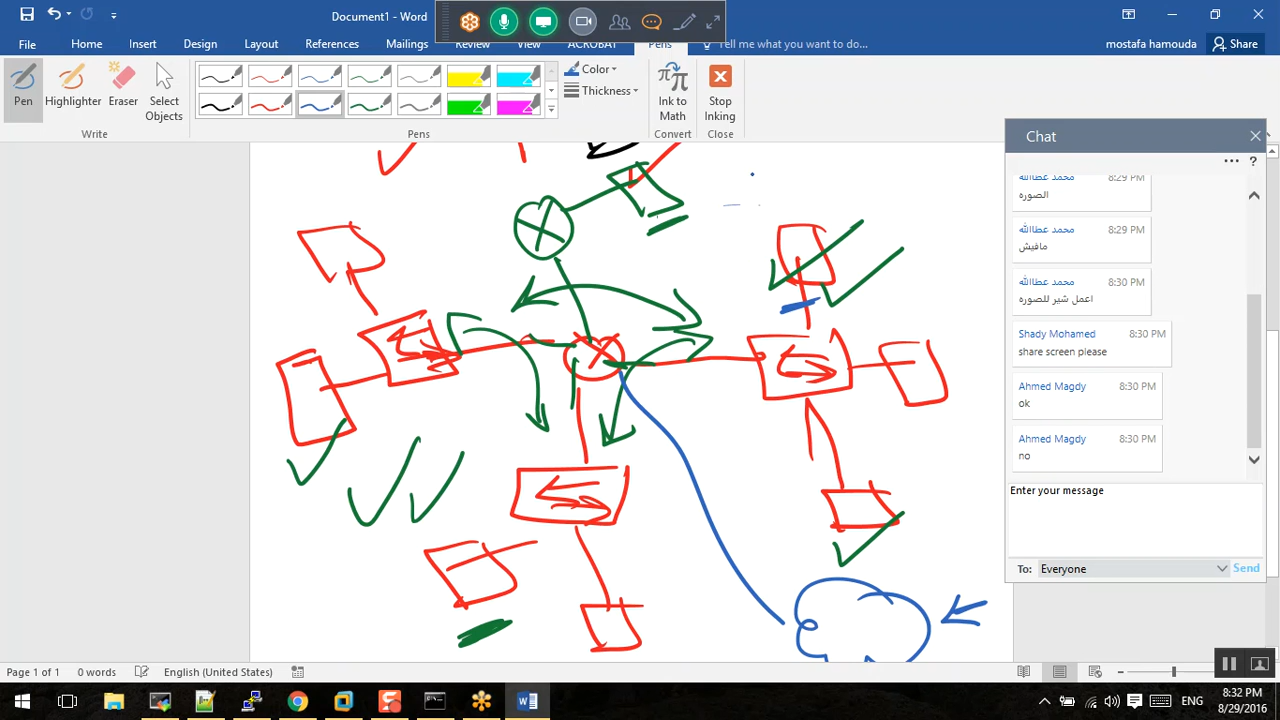 Document1 - Word
File
Home
Insert
Design
Layout
References
Mailings
Review
View
ACROBAT
Pens
Tell me what you want to do...
mostafa hamouda
Share
Pen
Highlighter
Eraser
Select
Objects
Color
Thickness
Ink to
Math
Stop
Inking
Write
Pens
Convert
Close
Chat
محمد عطاالله 8:29 PM
الصوره
محمد عطاالله 8:29 PM
مافيش
محمد عطاالله 8:30 PM
اعمل شير للصوره
Shady Mohamed 8:30 PM
share screen please
Ahmed Magdy 8:30 PM
ok
Ahmed Magdy 8:30 PM
no
Enter your message
To: Everyone Send
Page 1 of 1 0 words English (United States)
ENG
8:32 PM
8/29/2016